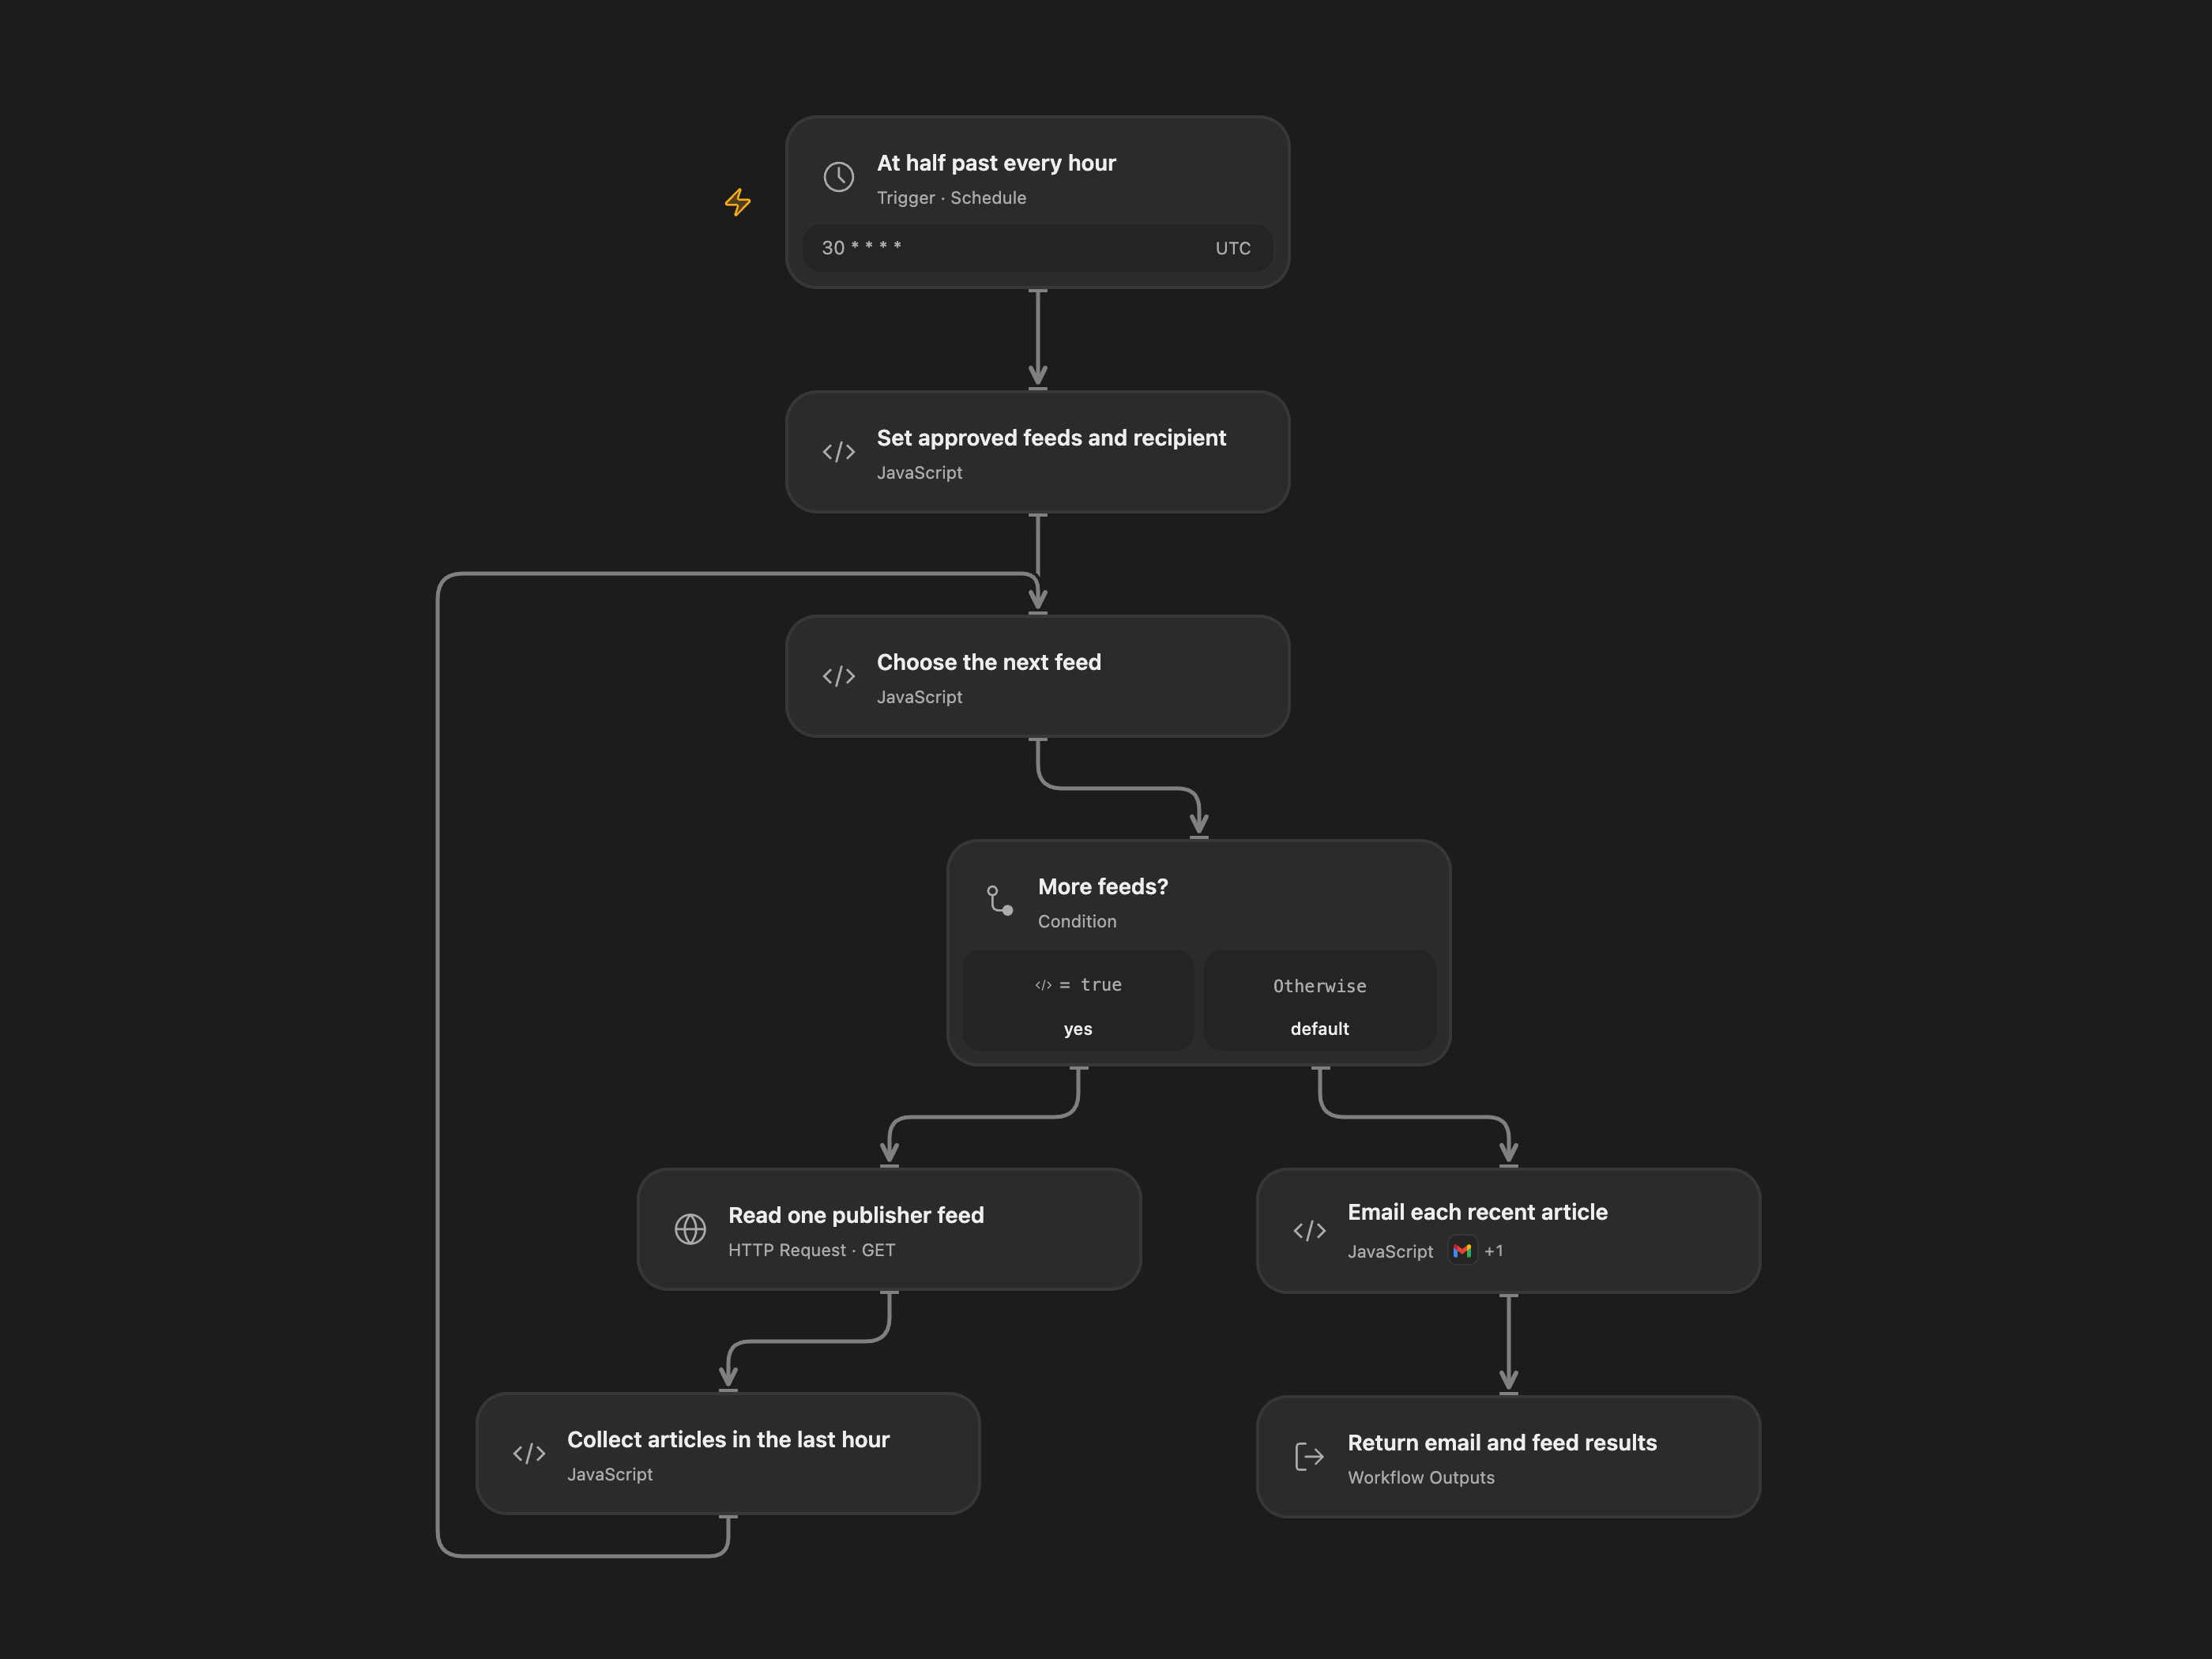 At half past every hour
Trigger · Schedule
30 * * * *
UTC
Set approved feeds and recipient
JavaScript
Choose the next feed
JavaScript
More feeds?
Condition
</> = true
yes
Otherwise
default
Read one publisher feed
HTTP Request · GET
Email each recent article
JavaScript +1
Collect articles in the last hour
JavaScript
Return email and feed results
Workflow Outputs